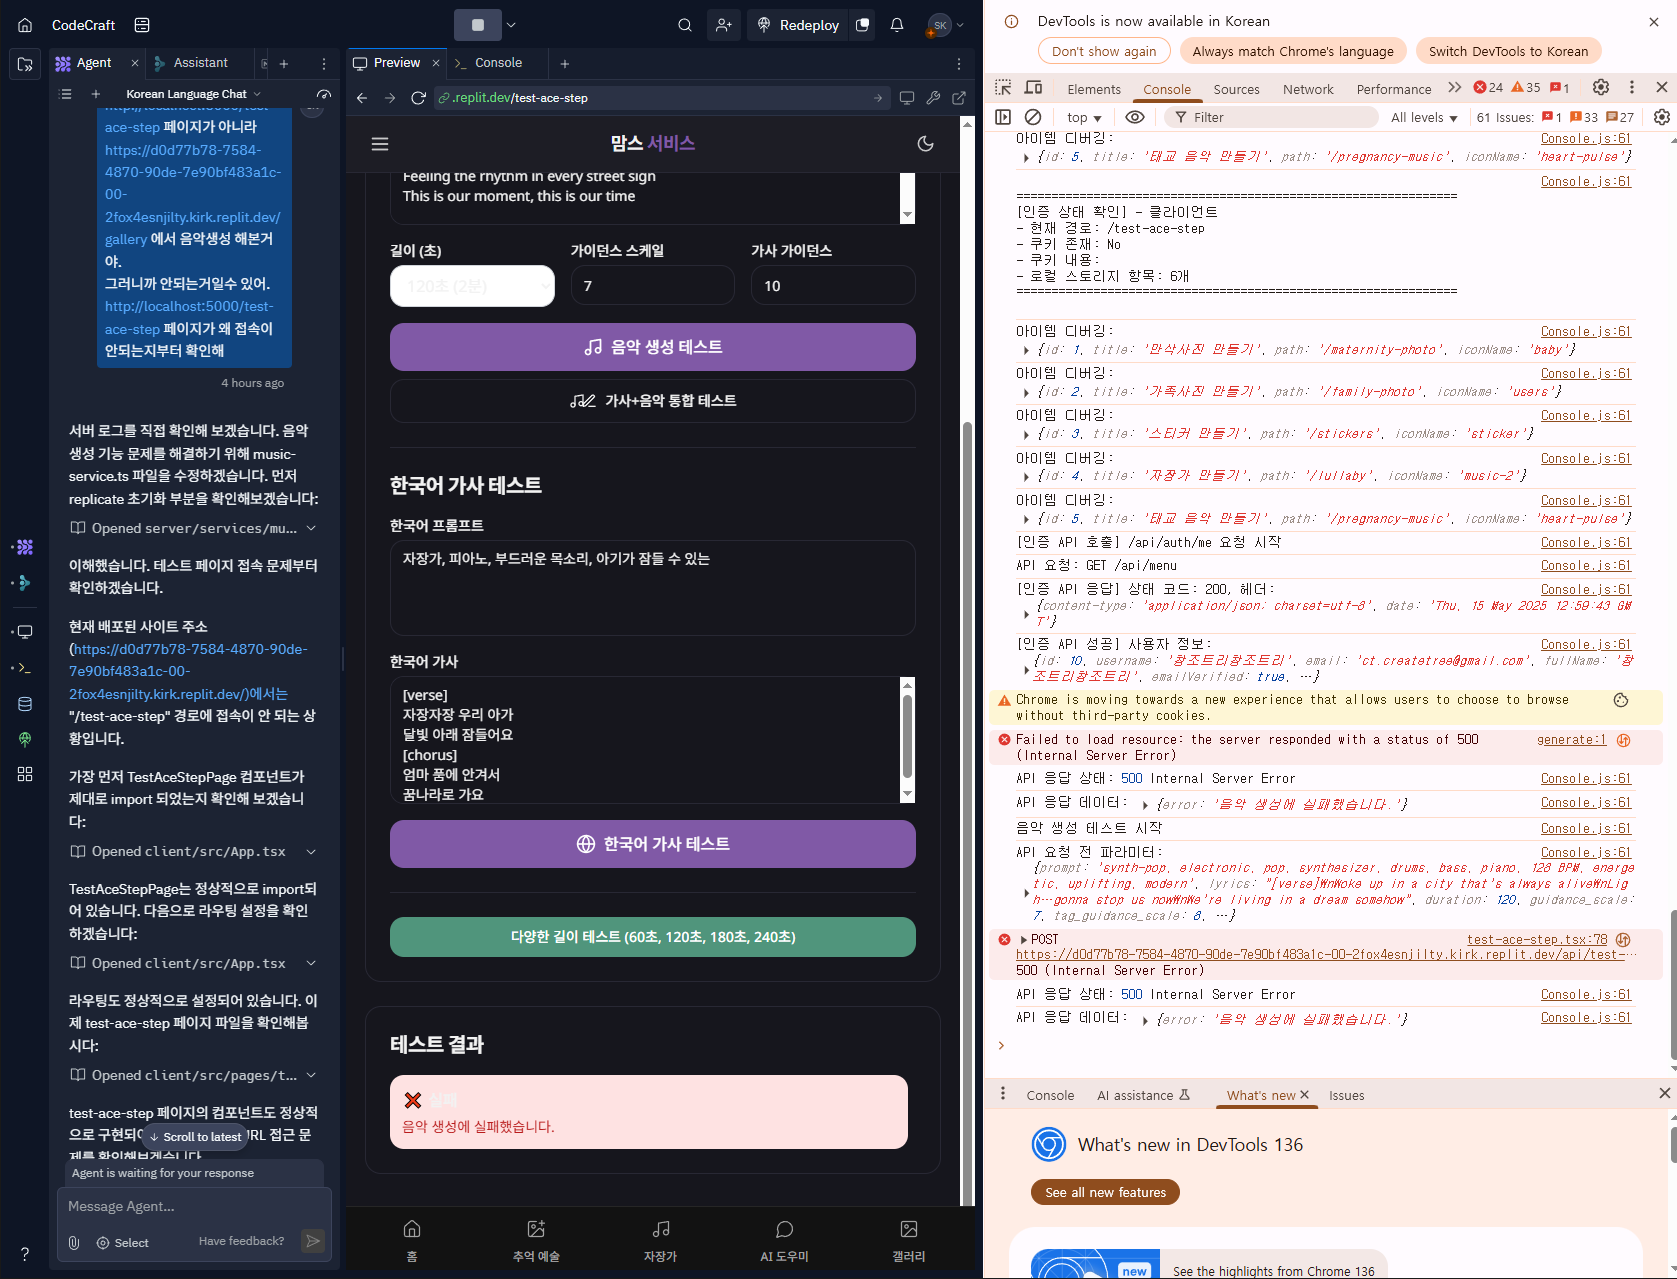 CodeCraft
Redeploy
SK
Agent
Assistant
Korean Language Chat
ace-step 페이지가 아니라
https://d0d77b78-7584-
4870-90de-7e90bf483a1c-
00-
2fox4esnjilty.kirk.replit.dev/
gallery 에서 음악생성 해본거
야.
그러니까 안되는거일수 있어.
http://localhost:5000/test-
ace-step 페이지가 왜 접속이
안되는지부터 확인해
4 hours ago
서버 로그를 직접 확인해 보겠습니다. 음악
생성 기능 문제를 해결하기 위해 music-
service.ts 파일을 수정하겠습니다. 먼저
replicate 초기화 부분을 확인해보겠습니다:
Opened server/services/mu...
이해했습니다. 테스트 페이지 접속 문제부터
확인하겠습니다.
현재 배포된 사이트 주소
(https://d0d77b78-7584-4870-90de-
7e90bf483a1c-00-
2fox4esnjilty.kirk.replit.dev/)에서는
"/test-ace-step" 경로에 접속이 안 되는 상
황입니다.
가장 먼저 TestAceStepPage 컴포넌트가
제대로 import 되었는지 확인해 보겠습니
다:
Opened client/src/App.tsx
TestAceStepPage는 정상적으로 import되
어 있습니다. 다음으로 라우팅 설정을 확인
하겠습니다:
Opened client/src/App.tsx
라우팅도 정상적으로 설정되어 있습니다. 이
제 test-ace-step 페이지 파일을 확인해봅
시다:
Opened client/src/pages/t...
test-ace-step 페이지의 컴포넌트도 정상적
으로 구현되어
Scroll to latest
URL 접근 문
제를 확인해보겠습니다
Agent is waiting for your response
Message Agent...
Select
Have feedback?
?
Preview
Console
.replit.dev/test-ace-step
맘스 서비스
Feeling the rhythm in every street sign
This is our moment, this is our time
길이 (초)
가이던스 스케일
가사 가이던스
120초 (2분)
7
10
음악 생성 테스트
가사+음악 통합 테스트
한국어 가사 테스트
한국어 프롬프트
자장가, 피아노, 부드러운 목소리, 아기가 잠들 수 있는
한국어 가사
[verse]
자장자장 우리 아가
달빛 아래 잠들어요
[chorus]
엄마 품에 안겨서
꿈나라로 가요
한국어 가사 테스트
다양한 길이 테스트 (60초, 120초, 180초, 240초)
테스트 결과
실패
음악 생성에 실패했습니다.
홈
추억 예술
자장가
AI 도우미
갤러리
DevTools is now available in Korean
Don't show again
Always match Chrome's language
Switch DevTools to Korean
Elements
Console
Sources
Network
Performance
24
35
1
top
Filter
All levels
61 Issues:
1
33
27
아이템 디버깅:
Console.js:61
{id: 5, title: '태교 음악 만들기', path: '/pregnancy-music', iconName: 'heart-pulse'}
Console.js:61
===============================================================
[인증 상태 확인] - 클라이언트
- 현재 경로: /test-ace-step
- 쿠키 존재: No
- 쿠키 내용:
- 로컬 스토리지 항목: 6개
===============================================================
아이템 디버깅:
Console.js:61
{id: 1, title: '만삭사진 만들기', path: '/maternity-photo', iconName: 'baby'}
아이템 디버깅:
Console.js:61
{id: 2, title: '가족사진 만들기', path: '/family-photo', iconName: 'users'}
아이템 디버깅:
Console.js:61
{id: 3, title: '스티커 만들기', path: '/stickers', iconName: 'sticker'}
아이템 디버깅:
Console.js:61
{id: 4, title: '자장가 만들기', path: '/lullaby', iconName: 'music-2'}
아이템 디버깅:
Console.js:61
{id: 5, title: '태교 음악 만들기', path: '/pregnancy-music', iconName: 'heart-pulse'}
[인증 API 호출] /api/auth/me 요청 시작
Console.js:61
API 요청: GET /api/menu
Console.js:61
[인증 API 응답] 상태 코드: 200, 헤더:
Console.js:61
{content-type: 'application/json; charset=utf-8', date: 'Thu, 15 May 2025 12:59:43 GM
T'}
[인증 API 성공] 사용자 정보:
Console.js:61
{id: 10, username: '창조트리창조트리', email: 'ct.createtree@gmail.com', fullName: '창
조트리창조트리', emailVerified: true, …}
Chrome is moving towards a new experience that allows users to choose to browse
without third-party cookies.
Failed to load resource: the server responded with a status of 500
(Internal Server Error)
generate:1
API 응답 상태: 500 Internal Server Error
Console.js:61
API 응답 데이터: {error: '음악 생성에 실패했습니다.'}
Console.js:61
음악 생성 테스트 시작
Console.js:61
API 요청 전 파라미터:
Console.js:61
{prompt: 'synth-pop, electronic, pop, synthesizer, drums, bass, piano, 128 BPM, energe
tic, uplifting, modern', lyrics: "[verse]₩nWoke up in a city that's always alive₩nLig
h…gonna stop us now₩nWe're living in a dream somehow", duration: 120, guidance_scale:
7, tag_guidance_scale: 8, …}
POST
test-ace-step.tsx:78
https://d0d77b78-7584-4870-90de-7e90bf483a1c-00-2fox4esnjilty.kirk.replit.dev/api/test-…
500 (Internal Server Error)
API 응답 상태: 500 Internal Server Error
Console.js:61
API 응답 데이터: {error: '음악 생성에 실패했습니다.'}
Console.js:61
Console
AI assistance
What's new
Issues
What's new in DevTools 136
See all new features
new
See the highlights from Chrome 136